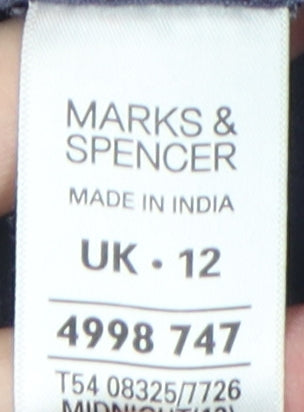 MARKS &
SPENCER
MADE IN INDIA
UK • 12
4998 747
T54 08325/7726